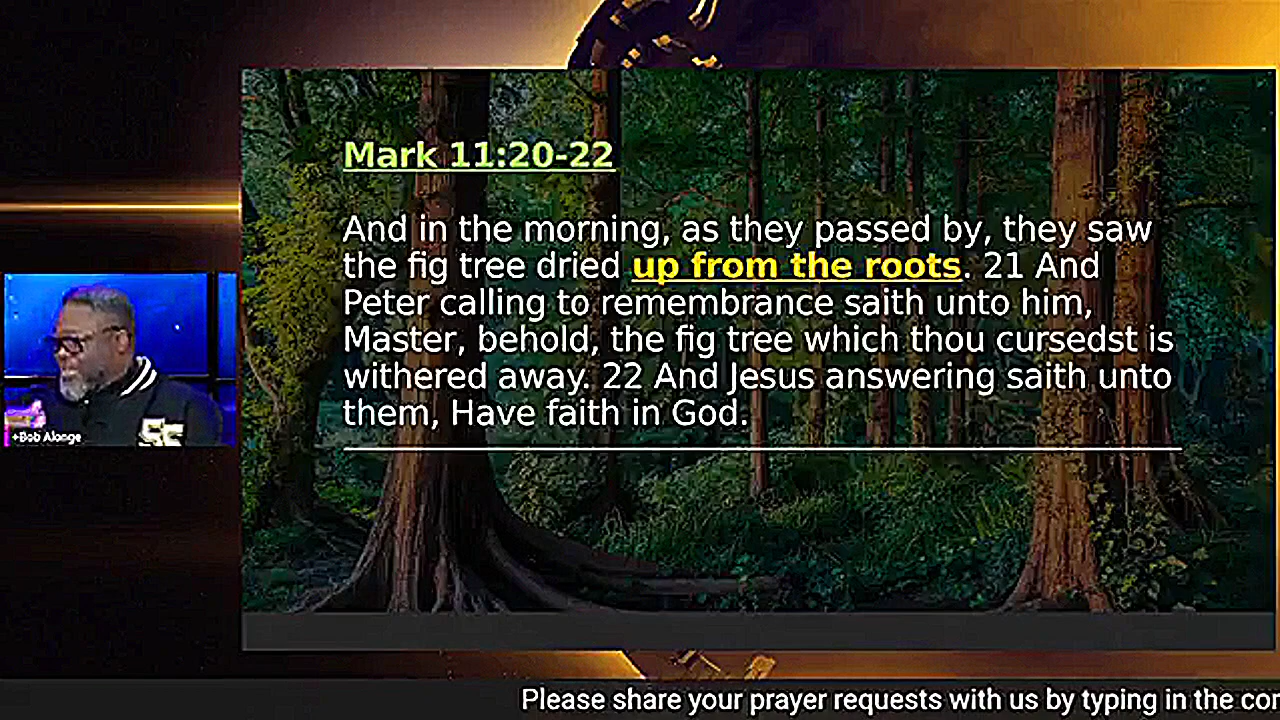 Mark 11:20-22
And in the morning, as they passed by, they saw
the fig tree dried up from the roots. 21 And
Peter calling to remembrance saith unto him,
Master, behold, the fig tree which thou cursedst is
withered away. 22 And Jesus answering saith unto
them, Have faith in God.
+Bob Alonge
Please share your prayer requests with us by typing in the